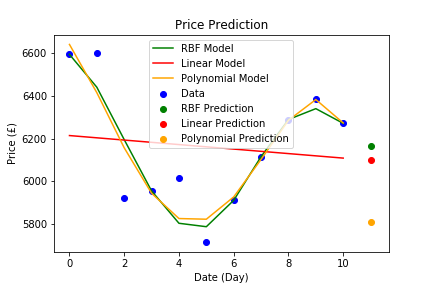 Price Prediction
Price (£)
6600
6400
6200
6000
5800
RBF Model
Linear Model
Polynomial Model
Data
RBF Prediction
Linear Prediction
Polynomial Prediction
0
2
4
6
8
10
Date (Day)